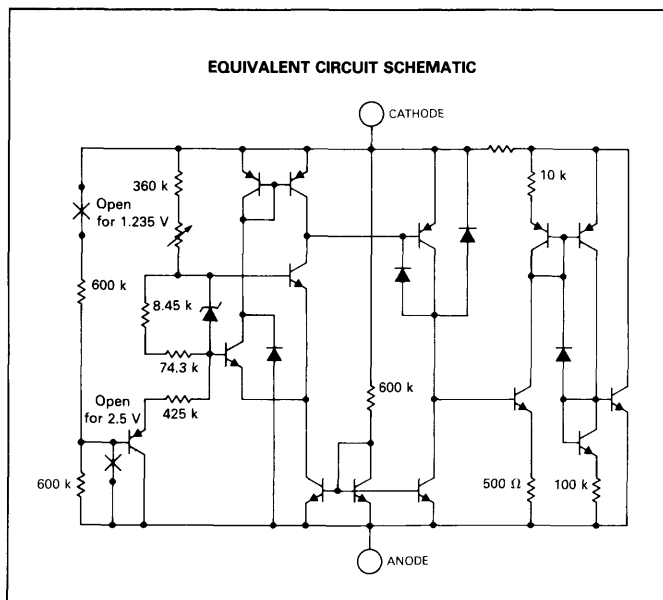 EQUIVALENT CIRCUIT SCHEMATIC
CATHODE
360 k
10 k
Open
for 1.235 V
600 k
8.45 k
74.3 k
600 k
Open
for 2.5 V
425 k
600 k
500 Ω
100 k
ANODE